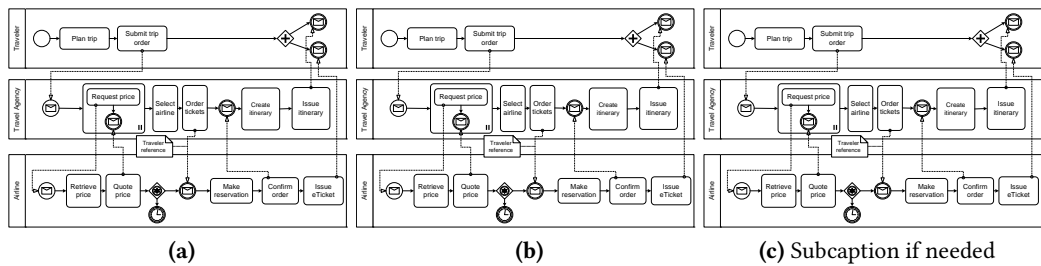 Traveler
Plan trip
Submit trip
order
Travel Agency
Request price
Select
airline
Order
tickets
Create
itinerary
Issue
itinerary
Traveler
reference
Airline
Retrieve
price
Quote
price
Make
reservation
Confirm
order
Issue
eTicket
(a)
Traveler
Plan trip
Submit trip
order
Travel Agency
Request price
Select
airline
Order
tickets
Create
itinerary
Issue
itinerary
Traveler
reference
Airline
Retrieve
price
Quote
price
Make
reservation
Confirm
order
Issue
eTicket
(b)
Traveler
Plan trip
Submit trip
order
Travel Agency
Request price
Select
airline
Order
tickets
Create
itinerary
Issue
itinerary
Traveler
reference
Airline
Retrieve
price
Quote
price
Make
reservation
Confirm
order
Issue
eTicket
(c) Subcaption if needed